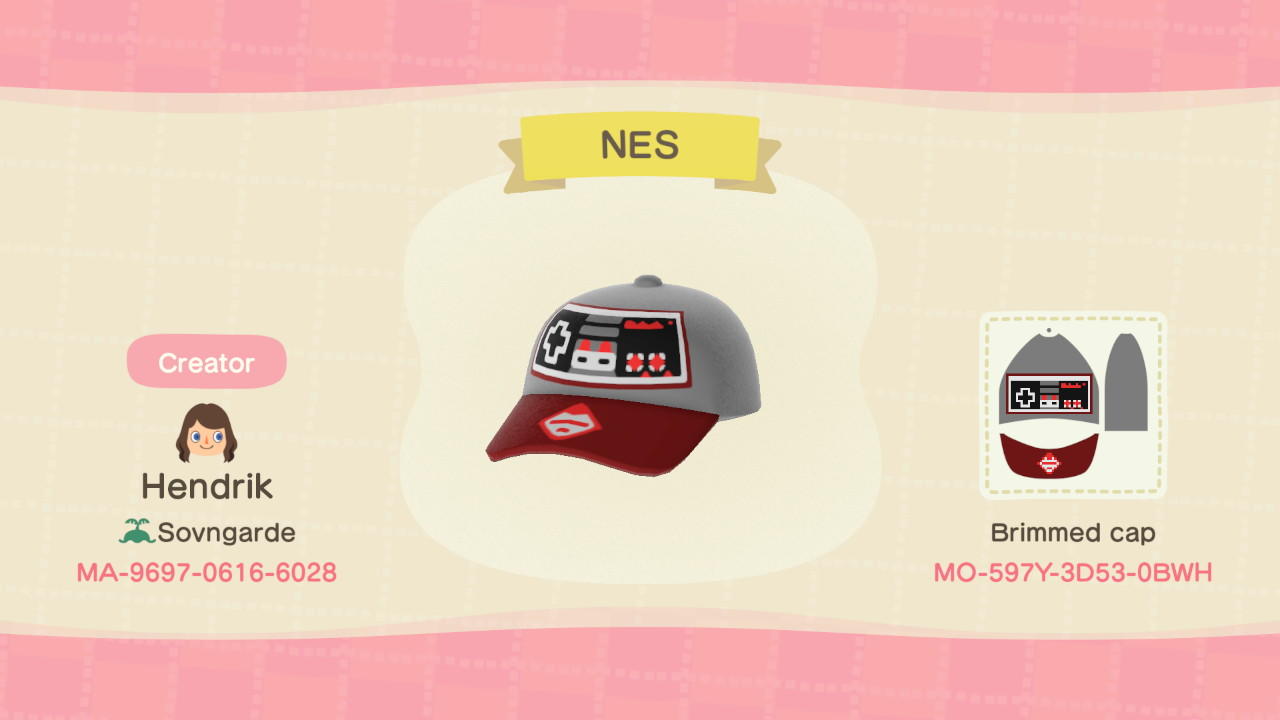 NES
Creator
Hendrik
Sovngarde
MA-9697-0616-6028
Brimmed cap
MO-597Y-3D53-0BWH